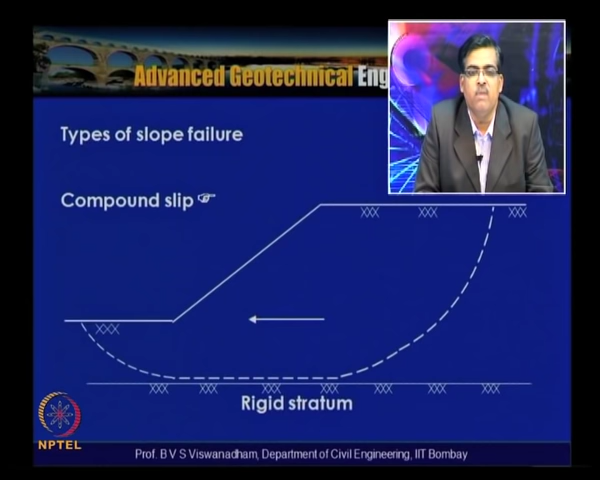 Advanced Geotechnical Eng
Types of slope failure
Compound slip
Rigid stratum
NPTEL
Prof. B V S Viswanadham, Department of Civil Engineering, IIT Bombay